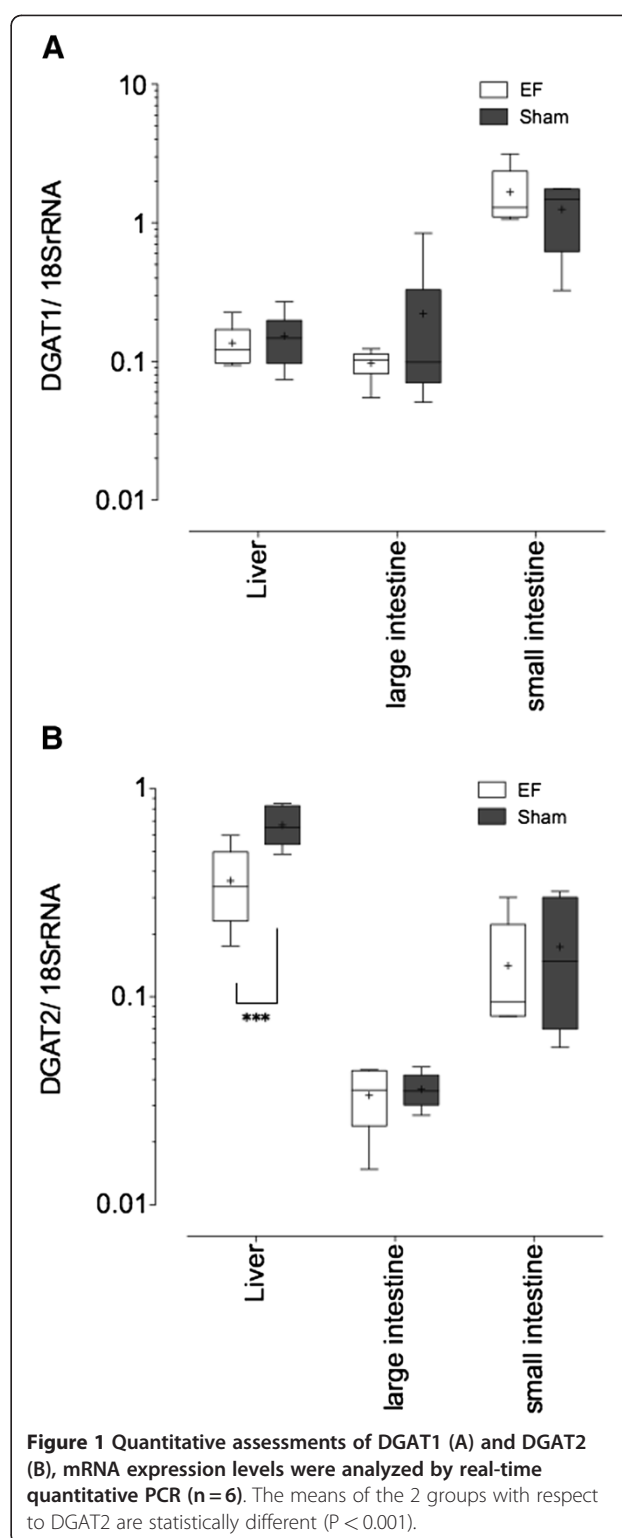 A
10
1
0.1
0.01
DGAT1/ 18SrRNA
EF
Sham
Liver
large intestine
small intestine
B
1
0.1
0.01
DGAT2/ 18SrRNA
EF
Sham
***
Liver
large intestine
small intestine
Figure 1 Quantitative assessments of DGAT1 (A) and DGAT2
(B), mRNA expression levels were analyzed by real-time
quantitative PCR (n = 6). The means of the 2 groups with respect
to DGAT2 are statistically different (P < 0.001).